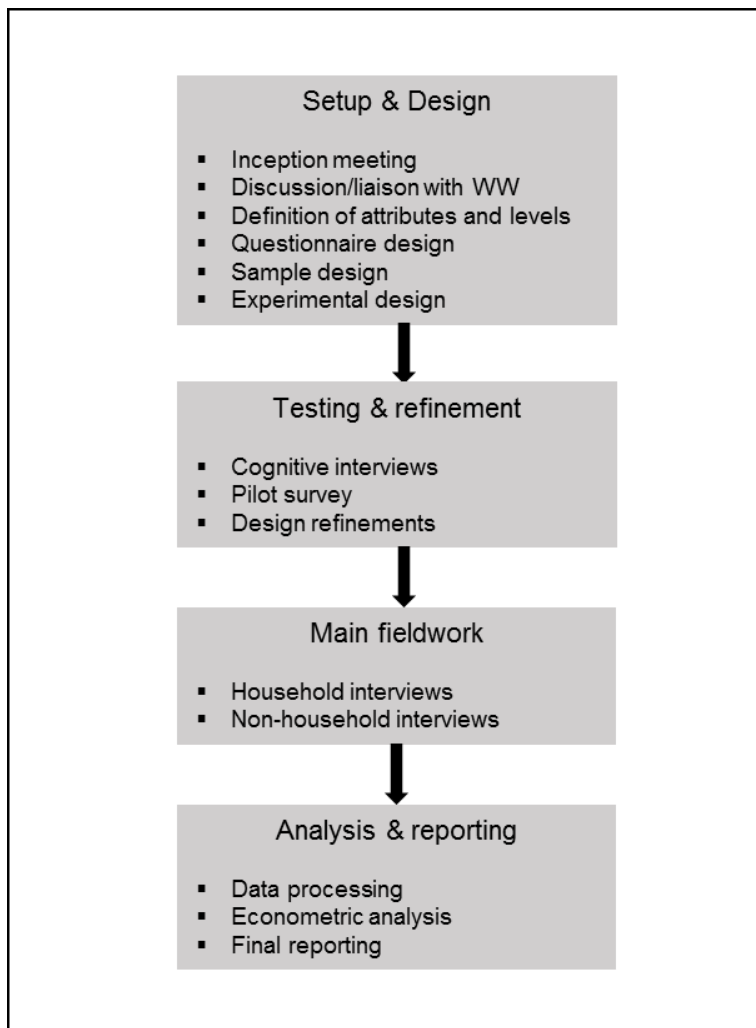 Setup & Design
▪ Inception meeting
▪ Discussion/liaison with WW
▪ Definition of attributes and levels
▪ Questionnaire design
▪ Sample design
▪ Experimental design
Testing & refinement
▪ Cognitive interviews
▪ Pilot survey
▪ Design refinements
Main fieldwork
▪ Household interviews
▪ Non-household interviews
Analysis & reporting
▪ Data processing
▪ Econometric analysis
▪ Final reporting